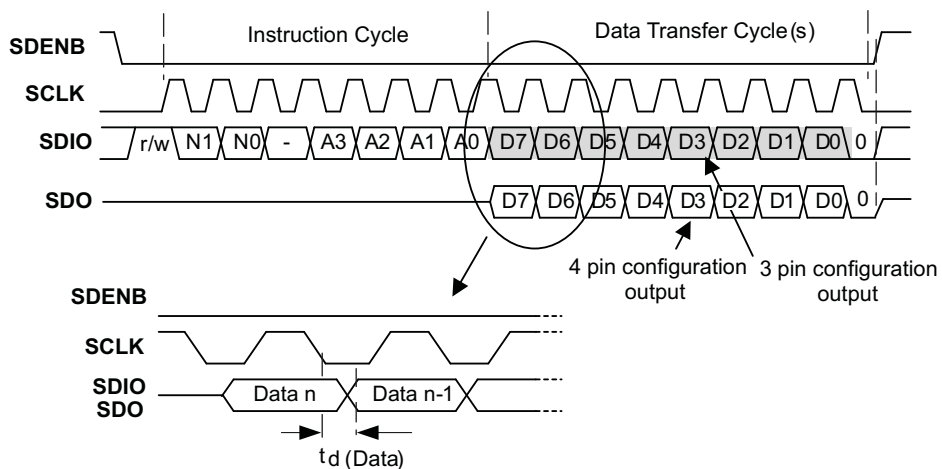 Instruction Cycle Data Transfer Cycle(s)
SDENB
SCLK
SDIO r/w N1 N0 - A3 A2 A1 A0 D7 D6 D5 D4 D3 D2 D1 D0 0
SDO D7 D6 D5 D4 D3 D2 D1 D0 0
4 pin configuration output
3 pin configuration output
SDENB
SCLK
SDIO
SDO
Data n Data n-1
td (Data)